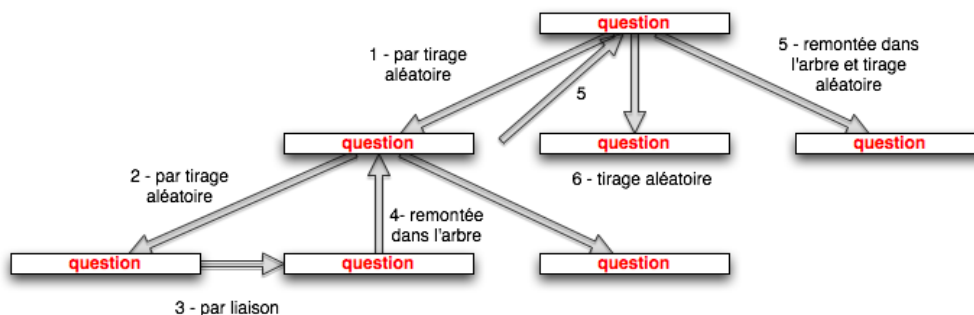 question
1 - par tirage
aléatoire
5 - remontée dans
l'arbre et tirage
aléatoire
5
question
question
question
2 - par tirage
aléatoire
4- remontée
dans l'arbre
6 - tirage aléatoire
question
question
question
3 - par liaison